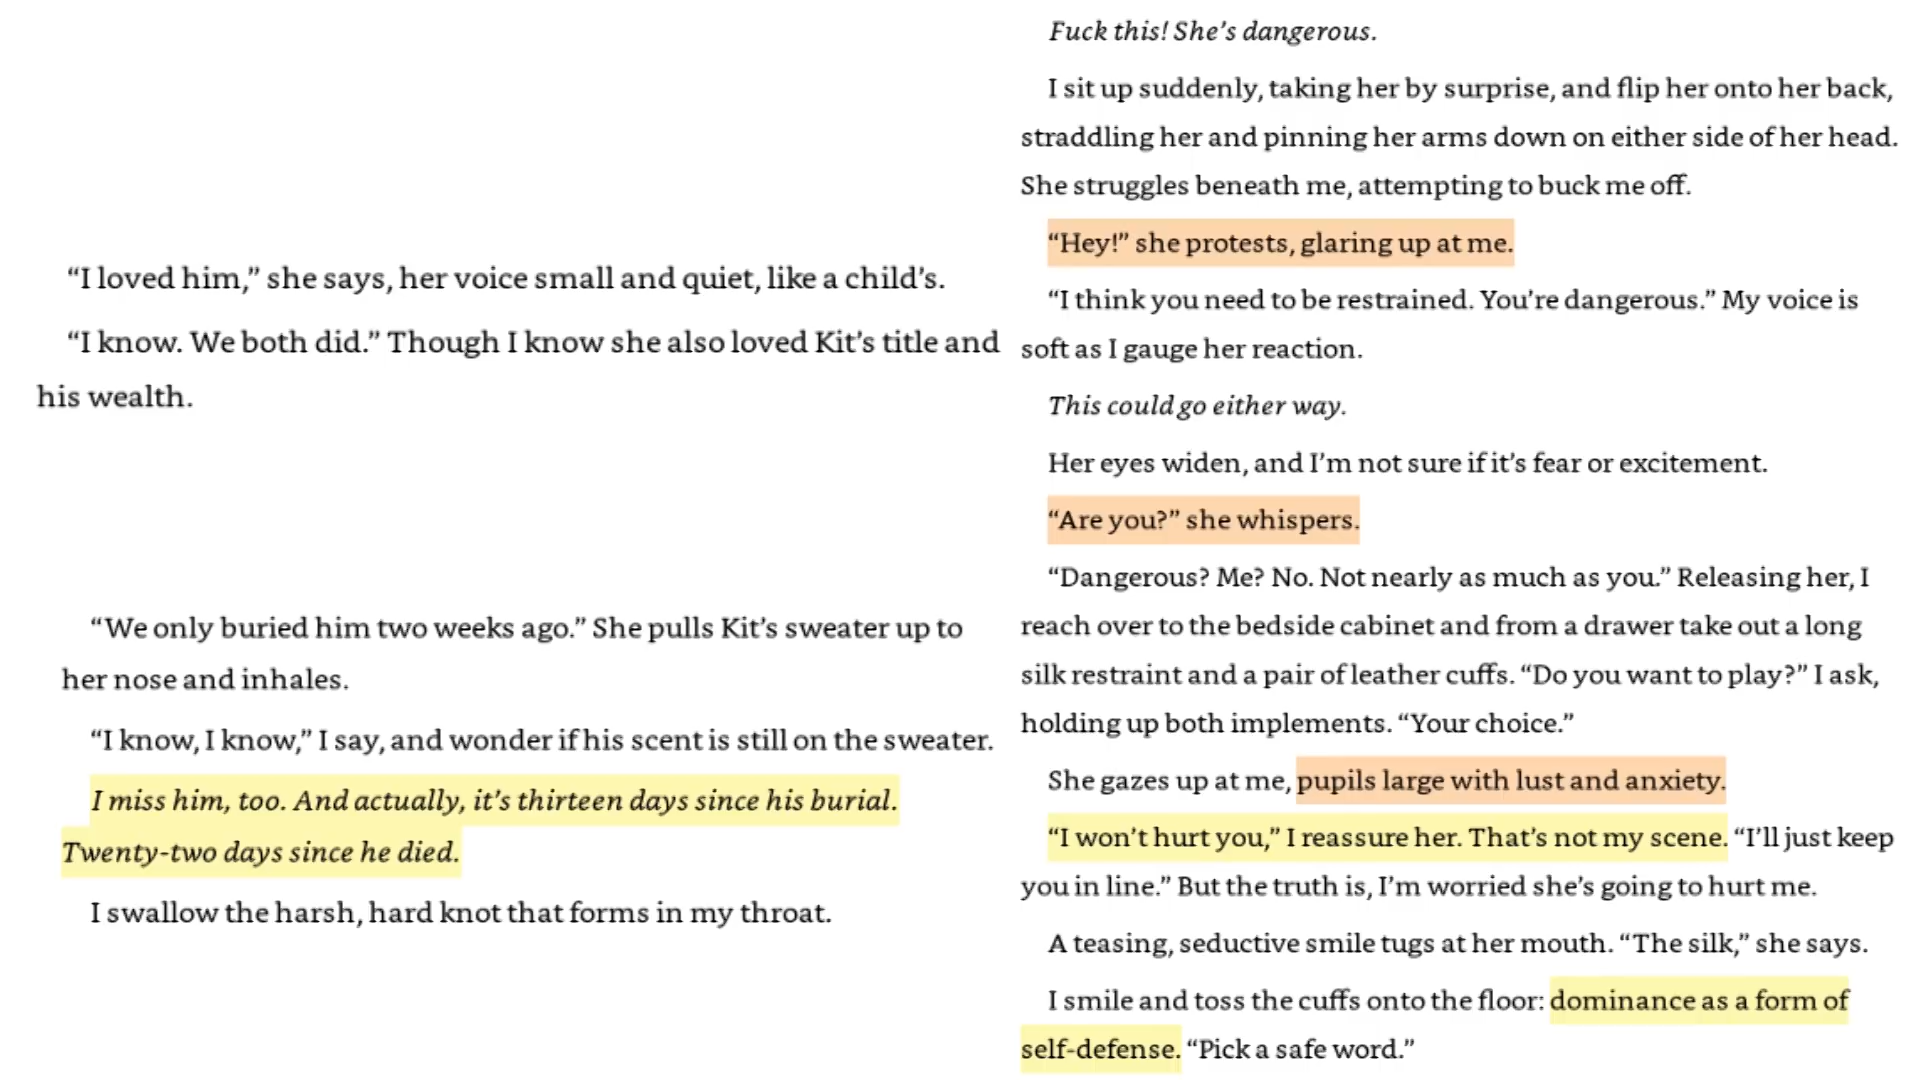 “I loved him,” she says, her voice small and quiet, like a child’s.
“I know. We both did.” Though I know she also loved Kit’s title and
his wealth.
“We only buried him two weeks ago.” She pulls Kit’s sweater up to
her nose and inhales.
“I know, I know,” I say, and wonder if his scent is still on the sweater.
I miss him, too. And actually, it’s thirteen days since his burial.
Twenty-two days since he died.
I swallow the harsh, hard knot that forms in my throat.
Fuck this! She’s dangerous.
I sit up suddenly, taking her by surprise, and flip her onto her back,
straddling her and pinning her arms down on either side of her head.
She struggles beneath me, attempting to buck me off.
“Hey!” she protests, glaring up at me.
“I think you need to be restrained. You’re dangerous.” My voice is
soft as I gauge her reaction.
This could go either way.
Her eyes widen, and I’m not sure if it’s fear or excitement.
“Are you?” she whispers.
“Dangerous? Me? No. Not nearly as much as you.” Releasing her, I
reach over to the bedside cabinet and from a drawer take out a long
silk restraint and a pair of leather cuffs. “Do you want to play?” I ask,
holding up both implements. “Your choice.”
She gazes up at me, pupils large with lust and anxiety.
“I won’t hurt you,” I reassure her. That’s not my scene. “I’ll just keep
you in line.” But the truth is, I’m worried she’s going to hurt me.
A teasing, seductive smile tugs at her mouth. “The silk,” she says.
I smile and toss the cuffs onto the floor: dominance as a form of
self-defense. “Pick a safe word.”